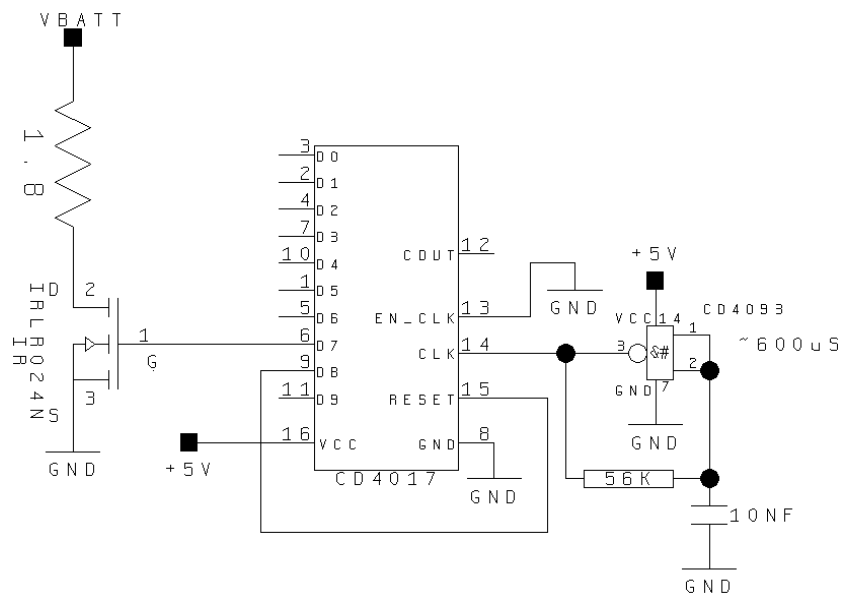 VBATT
1.8
D 2
IRLR024N
IR
1
G
3
S
GND
3 D0
2 D1
4 D2
7 D3
10 D4
1 D5
5 D6
6 D7
9 D8
11 D9
16 VCC
+5V
COUT 12
EN_CLK 13
CLK 14
RESET 15
GND 8
CD4017
GND
GND
+5V
VCC 14
CD4093
1
~600uS
3
&#
2
GND 7
GND
56K
10NF
GND